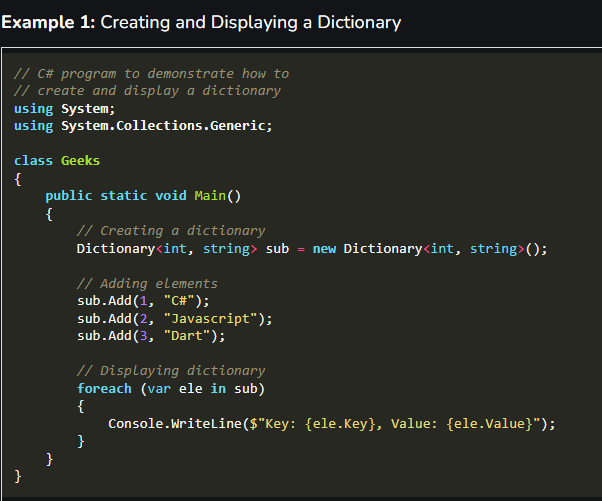 Example 1: Creating and Displaying a Dictionary
// C# program to demonstrate how to
// create and display a dictionary
using System;
using System.Collections.Generic;
class Geeks
{
public static void Main()
{
// Creating a dictionary
Dictionary<int, string> sub = new Dictionary<int, string>();
// Adding elements
sub.Add(1, "C#");
sub.Add(2, "Javascript");
sub.Add(3, "Dart");
// Displaying dictionary
foreach (var ele in sub)
{
Console.WriteLine($"Key: {ele.Key}, Value: {ele.Value}");
}
}
}